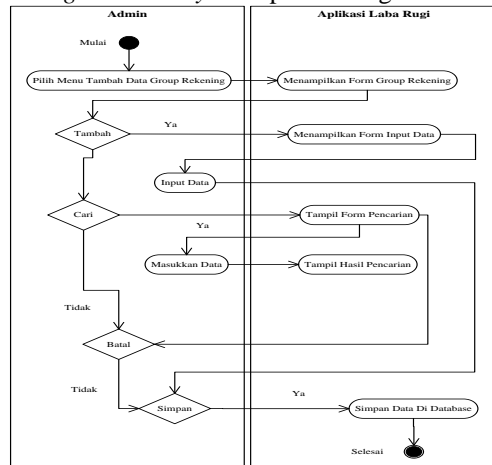 Admin
Aplikasi Laba Rugi
Mulai
Pilih Menu Tambah Data Group Rekening
Menampilkan Form Group Rekening
Tambah
Ya
Menampilkan Form Input Data
Input Data
Cari
Tampil Form Pencarian
Ya
Masukkan Data
Tampil Hasil Pencarian
Tidak
Batal
Tidak
Simpan
Ya
Simpan Data Di Database
Selesai